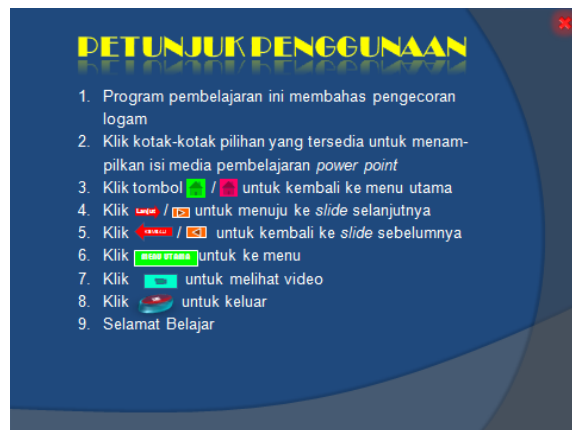 PETUNJUK PENGGUNAAN
1. Program pembelajaran ini membahas pengecoran
logam
2. Klik kotak-kotak pilihan yang tersedia untuk menam-
pilkan isi media pembelajaran power point
3. Klik tombol / untuk kembali ke menu utama
4. Klik Lanjut / untuk menuju ke slide selanjutnya
5. Klik / untuk kembali ke slide sebelumnya
6. Klik MENU UTAMA untuk ke menu
7. Klik untuk melihat video
8. Klik untuk keluar
9. Selamat Belajar